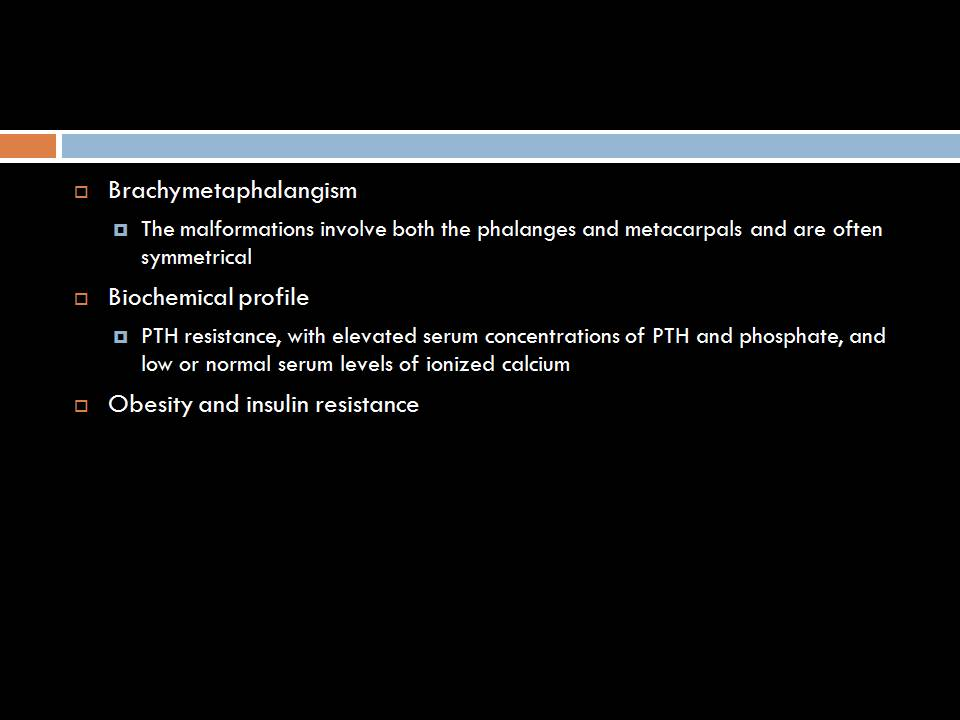 Brachymetaphalangism
The malformations involve both the phalanges and metacarpals and are often
symmetrical
Biochemical profile
PTH resistance, with elevated serum concentrations of PTH and phosphate, and
low or normal serum levels of ionized calcium
Obesity and insulin resistance